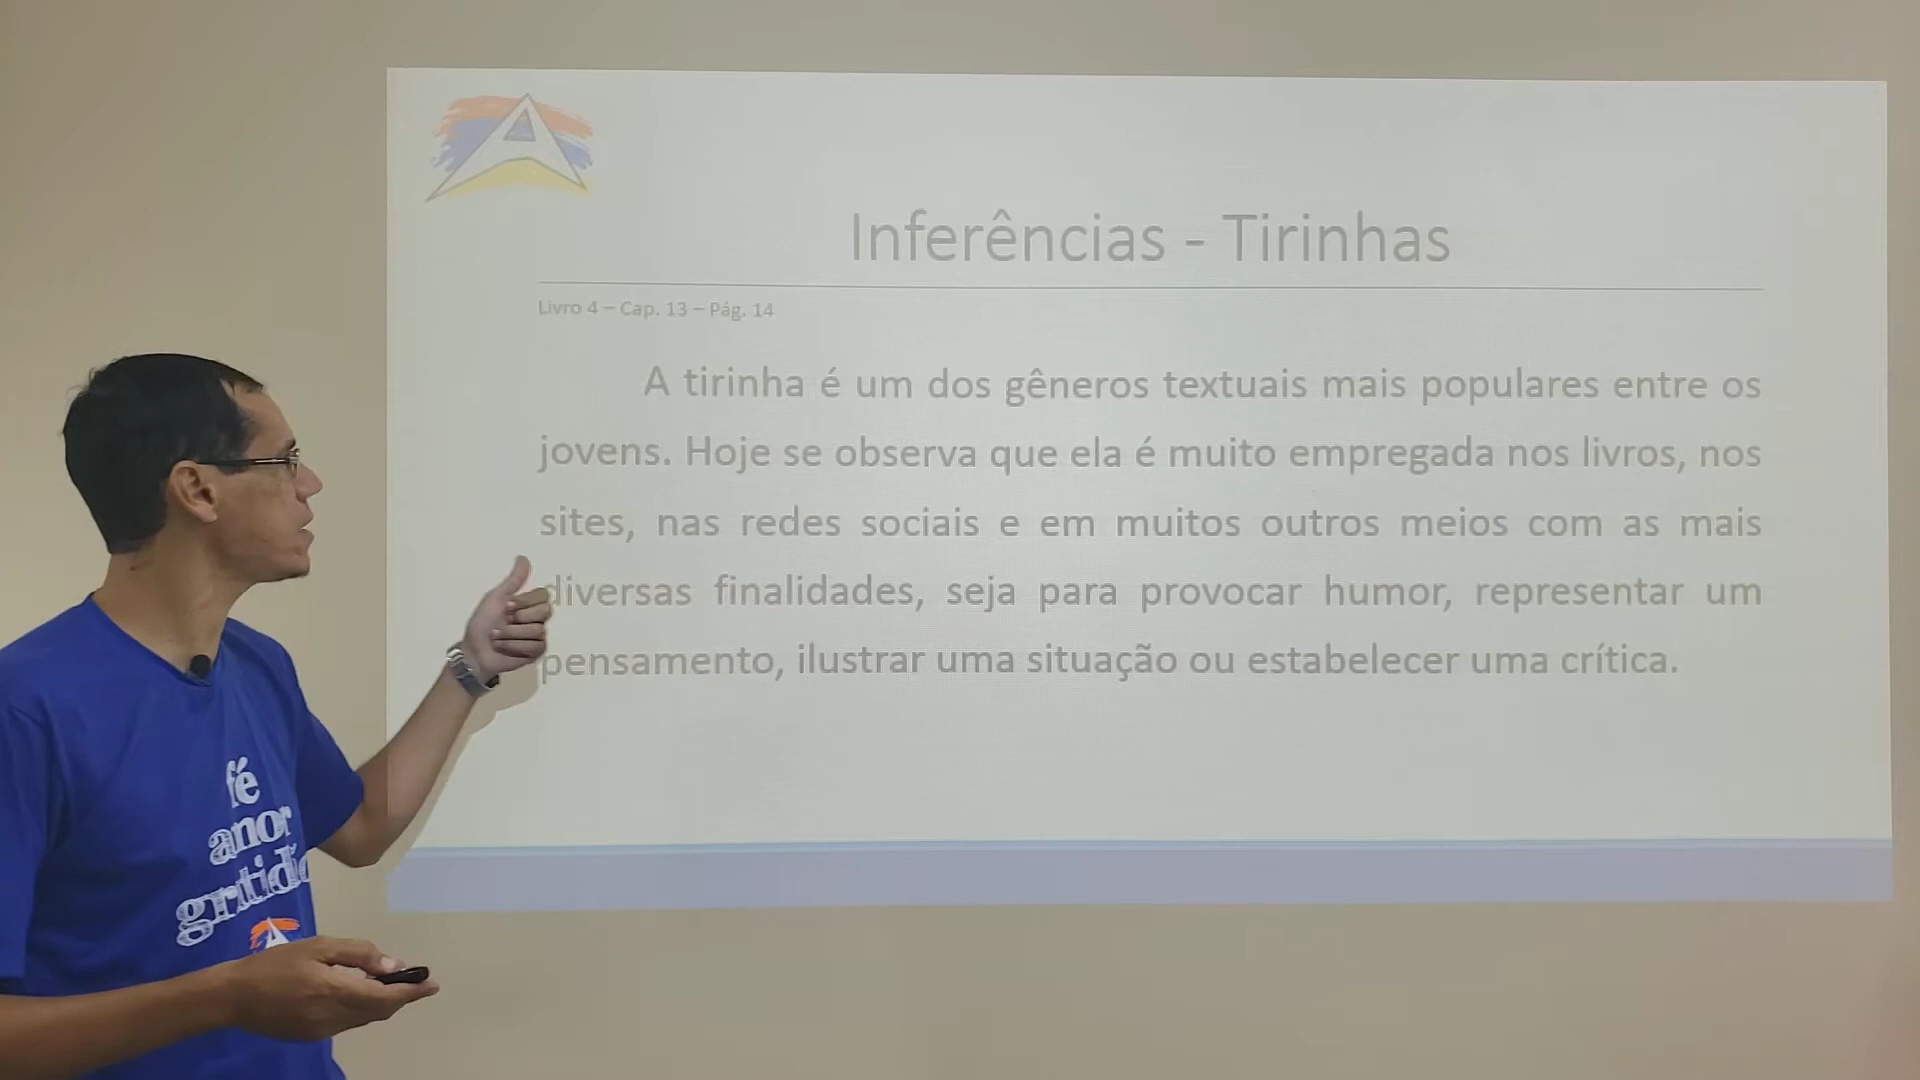 Inferências - Tirinhas
Livro 4 – Cap. 13 – Pág. 14
A tirinha é um dos gêneros textuais mais populares entre os
jovens. Hoje se observa que ela é muito empregada nos livros, nos
sites, nas redes sociais e em muitos outros meios com as mais
diversas finalidades, seja para provocar humor, representar um
pensamento, ilustrar uma situação ou estabelecer uma crítica.
fé
amor
gratidão